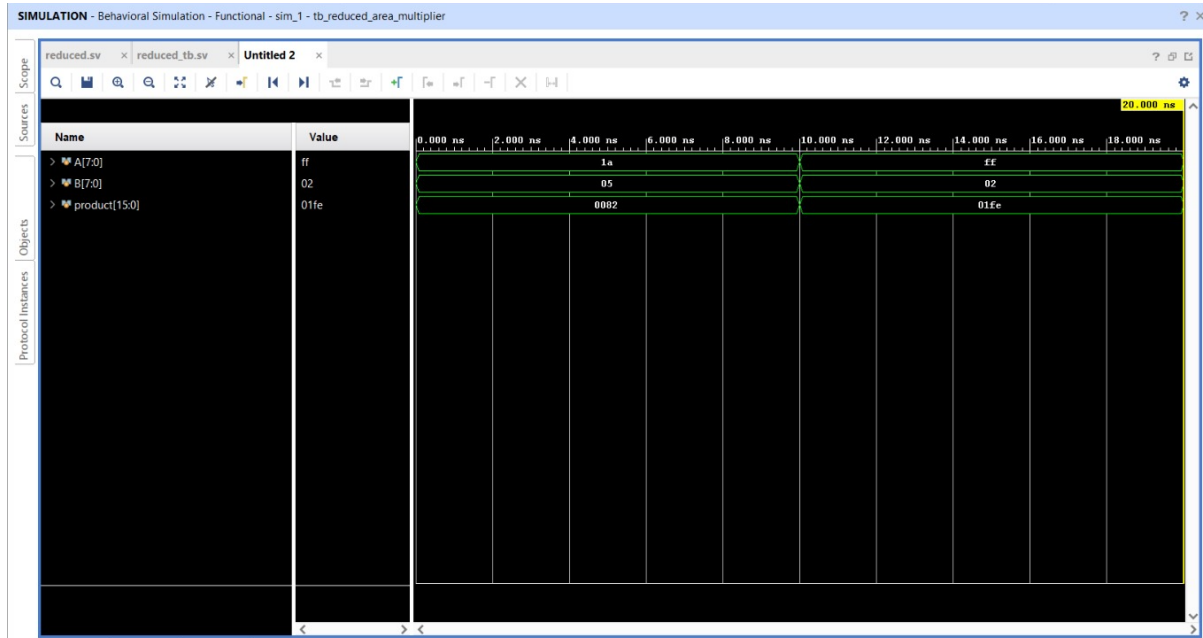 SIMULATION - Behavioral Simulation - Functional - sim_1 - tb_reduced_area_multiplier
reduced.sv × reduced_tb.sv × Untitled 2 ×
Scope
Sources
Objects
Protocol Instances
20.000 ns
Name Value 0.000 ns 2.000 ns 4.000 ns 6.000 ns 8.000 ns 10.000 ns 12.000 ns 14.000 ns 16.000 ns 18.000 ns
A[7:0] ff 1a ff
B[7:0] 02 05 02
product[15:0] 01fe 0082 01fe